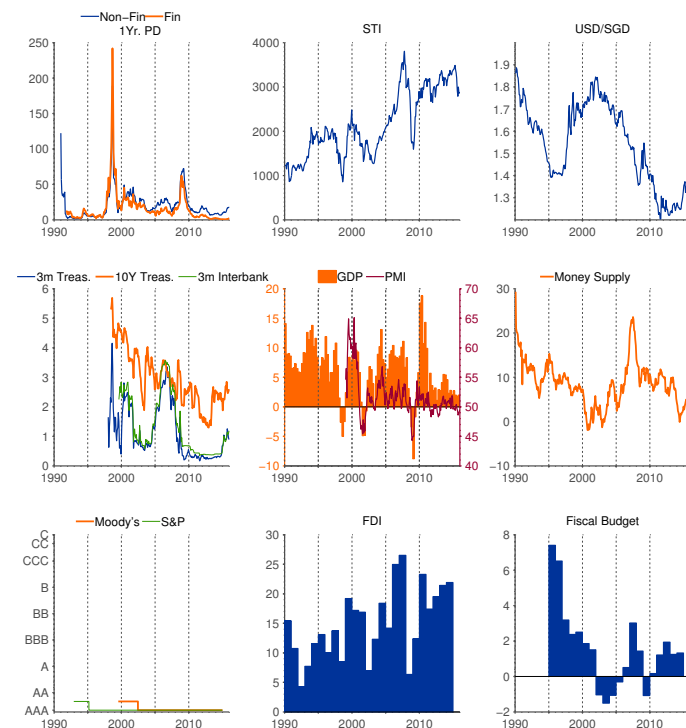 Non−Fin Fin
1Yr. PD
STI
USD/SGD
250
200
150
100
50
0
1990 2000 2010
4000
3000
2000
1000
0
1990 2000 2010
1.9
1.8
1.7
1.6
1.5
1.4
1.3
1990 2000 2010
3m Treas. 10Y Treas. 3m Interbank
GDP PMI
Money Supply
6
5
4
3
2
1
0
1990 2000 2010
20
15
10
5
0
−5
−10
70
65
60
55
50
45
40
1990 2000 2010
30
20
10
0
−10
1990 2000 2010
Moody's S&P
FDI
Fiscal Budget
C
CC
CCC
B
BB
BBB
A
AA
AAA
1990 2000 2010
30
25
20
15
10
5
0
1990 2000 2010
8
6
4
2
0
−2
1990 2000 2010